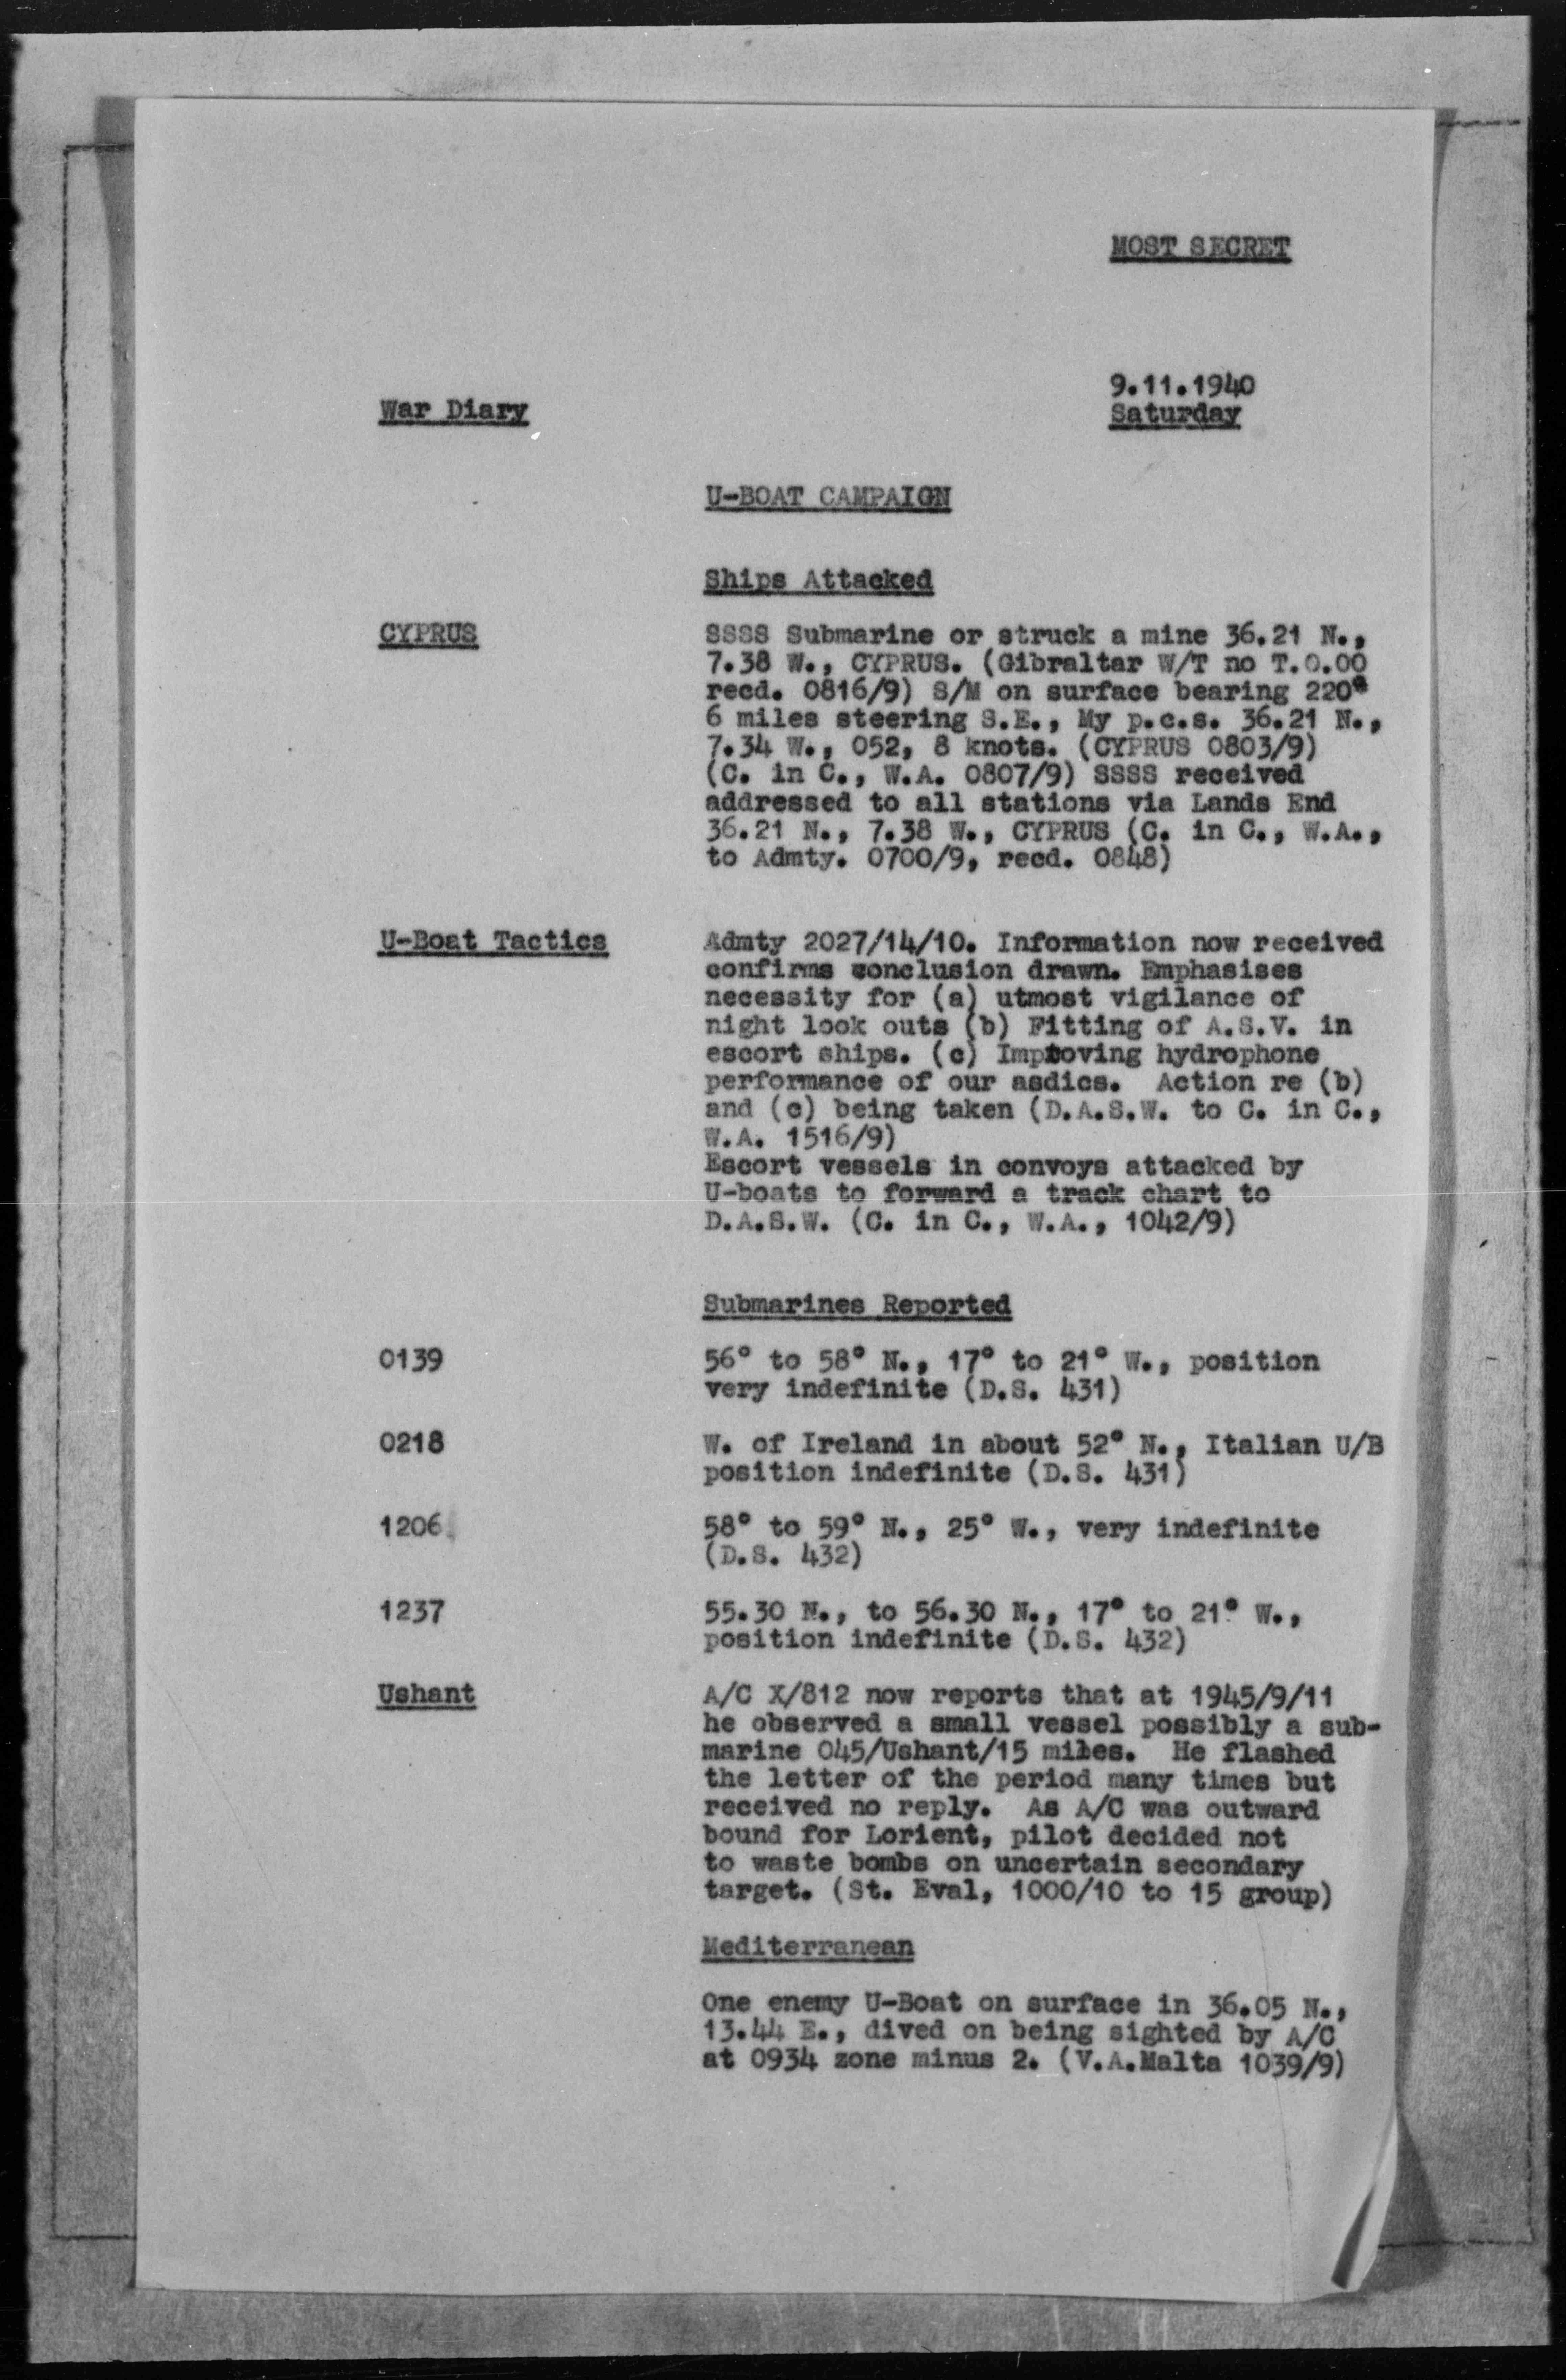 MOST SECRET
9.11.1940
War Diary
Saturday
U-BOAT CAMPAIGN
Ships Attacked
CYPRUS
SSSS Submarine or struck a mine 36.21 N.,
7.38 W., CYPRUS. (Gibraltar W/T no T.O.OO
recd. 0816/9) S/M on surface bearing 220°
6 miles steering S.E., My p.c.s. 36.21 N.,
7.34 W., 052, 8 knots. (CYPRUS 0803/9)
(C. in C., W.A. 0807/9) SSSS received
addressed to all stations via Lands End
36.21 N., 7.38 W., CYPRUS (C. in C., W.A.,
to Admty. 0700/9, recd. 0848)
U-Boat Tactics
Admty 2027/14/10. Information now received
confirms conclusion drawn. Emphasises
necessity for (a) utmost vigilance of
night look outs (b) Fitting of A.S.V. in
escort ships. (c) Improving hydrophone
performance of our asdics. Action re (b)
and (c) being taken (D.A.S.W. to C. in C.,
W.A. 1516/9)
Escort vessels in convoys attacked by
U-boats to forward a track chart to
D.A.S.W. (C. in C., W.A., 1042/9)
Submarines Reported
0139
56° to 58° N., 17° to 21° W., position
very indefinite (D.S. 431)
0218
W. of Ireland in about 52° N., Italian U/B
position indefinite (D.S. 431)
1206
58° to 59° N., 25° W., very indefinite
(D.S. 432)
1237
55.30 N., to 56.30 N., 17° to 21° W.,
position indefinite (D.S. 432)
Ushant
A/C X/812 now reports that at 1945/9/11
he observed a small vessel possibly a sub-
marine 045/Ushant/15 miles. He flashed
the letter of the period many times but
received no reply. As A/C was outward
bound for Lorient, pilot decided not
to waste bombs on uncertain secondary
target. (St. Eval, 1000/10 to 15 group)
Mediterranean
One enemy U-Boat on surface in 36.05 N.,
13.44 E., dived on being sighted by A/C
at 0934 zone minus 2. (V.A.Malta 1039/9)